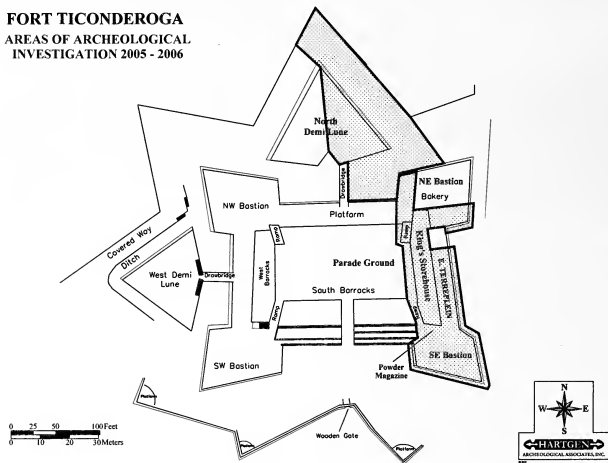 FORT TICONDEROGA
AREAS OF ARCHEOLOGICAL
INVESTIGATION 2005 - 2006
North
Demi Lune
Drawbridge
NE Bastion
Bakery
NW Bastion
Platform
Ramp
Ramp
Covered Way
Ditch
West Demi
Lune
Drawbridge
West
Barracks
Parade Ground
King's Storehouse
E. TERREPLEIN
South Barracks
Ramp
Ramp
SW Bastion
Powder
Magazine
SE Bastion
Platform
Platform
Platform
Wooden Gate
0 25 50 75 100 Feet
0 10 20 30 Meters
N
W E
S
HARTGEN
ARCHEOLOGICAL ASSOCIATES, INC.